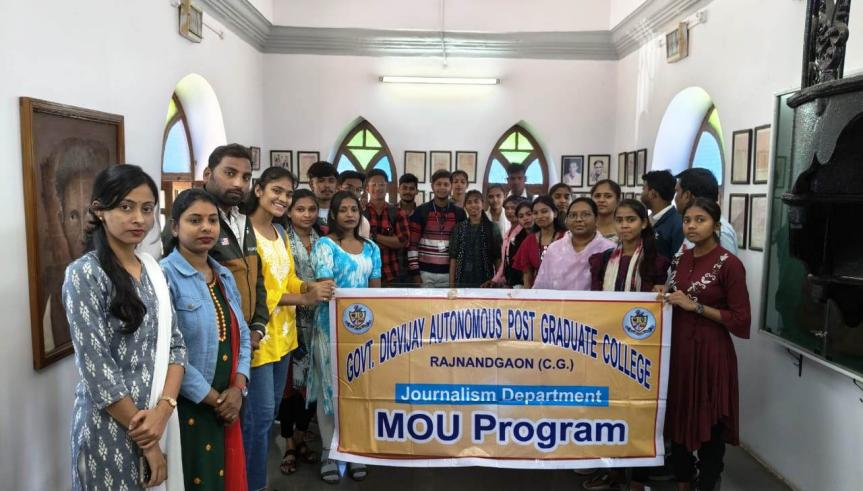 GOVT. DIGVIJAY AUTONOMOUS POST GRADUATE COLLEGE
RAJNANDGAON (C.G.)
Journalism Department
MOU Program